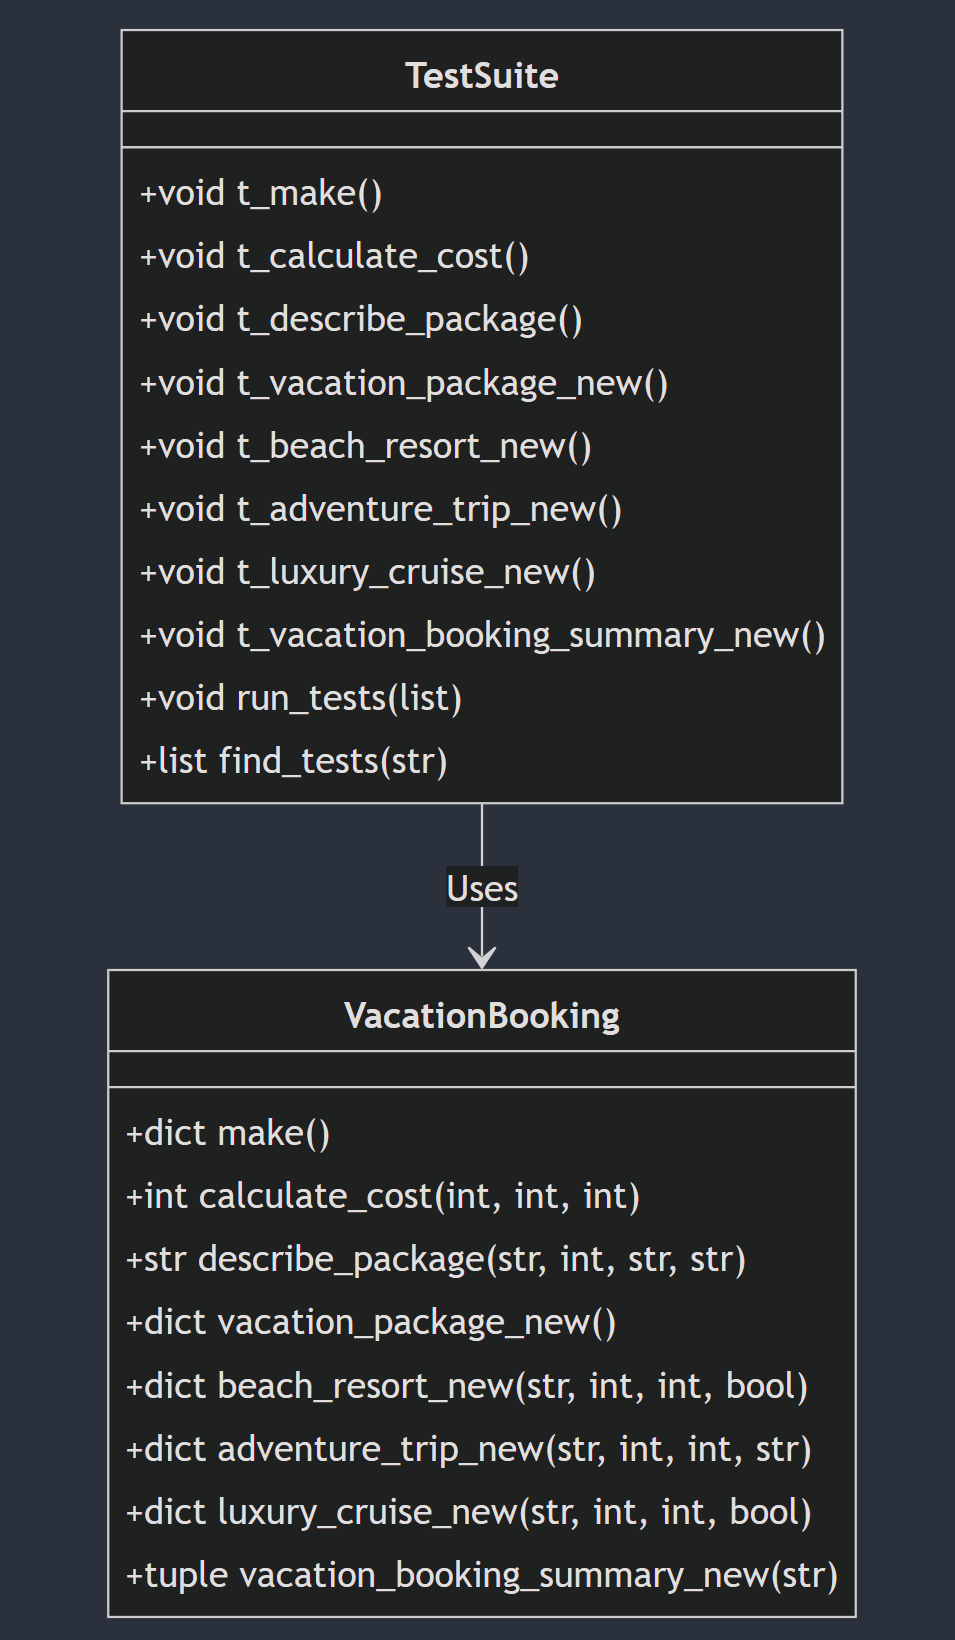 TestSuite
+void t_make()
+void t_calculate_cost()
+void t_describe_package()
+void t_vacation_package_new()
+void t_beach_resort_new()
+void t_adventure_trip_new()
+void t_luxury_cruise_new()
+void t_vacation_booking_summary_new()
+void run_tests(list)
+list find_tests(str)
Uses
VacationBooking
+dict make()
+int calculate_cost(int, int, int)
+str describe_package(str, int, str, str)
+dict vacation_package_new()
+dict beach_resort_new(str, int, int, bool)
+dict adventure_trip_new(str, int, int, str)
+dict luxury_cruise_new(str, int, int, bool)
+tuple vacation_booking_summary_new(str)